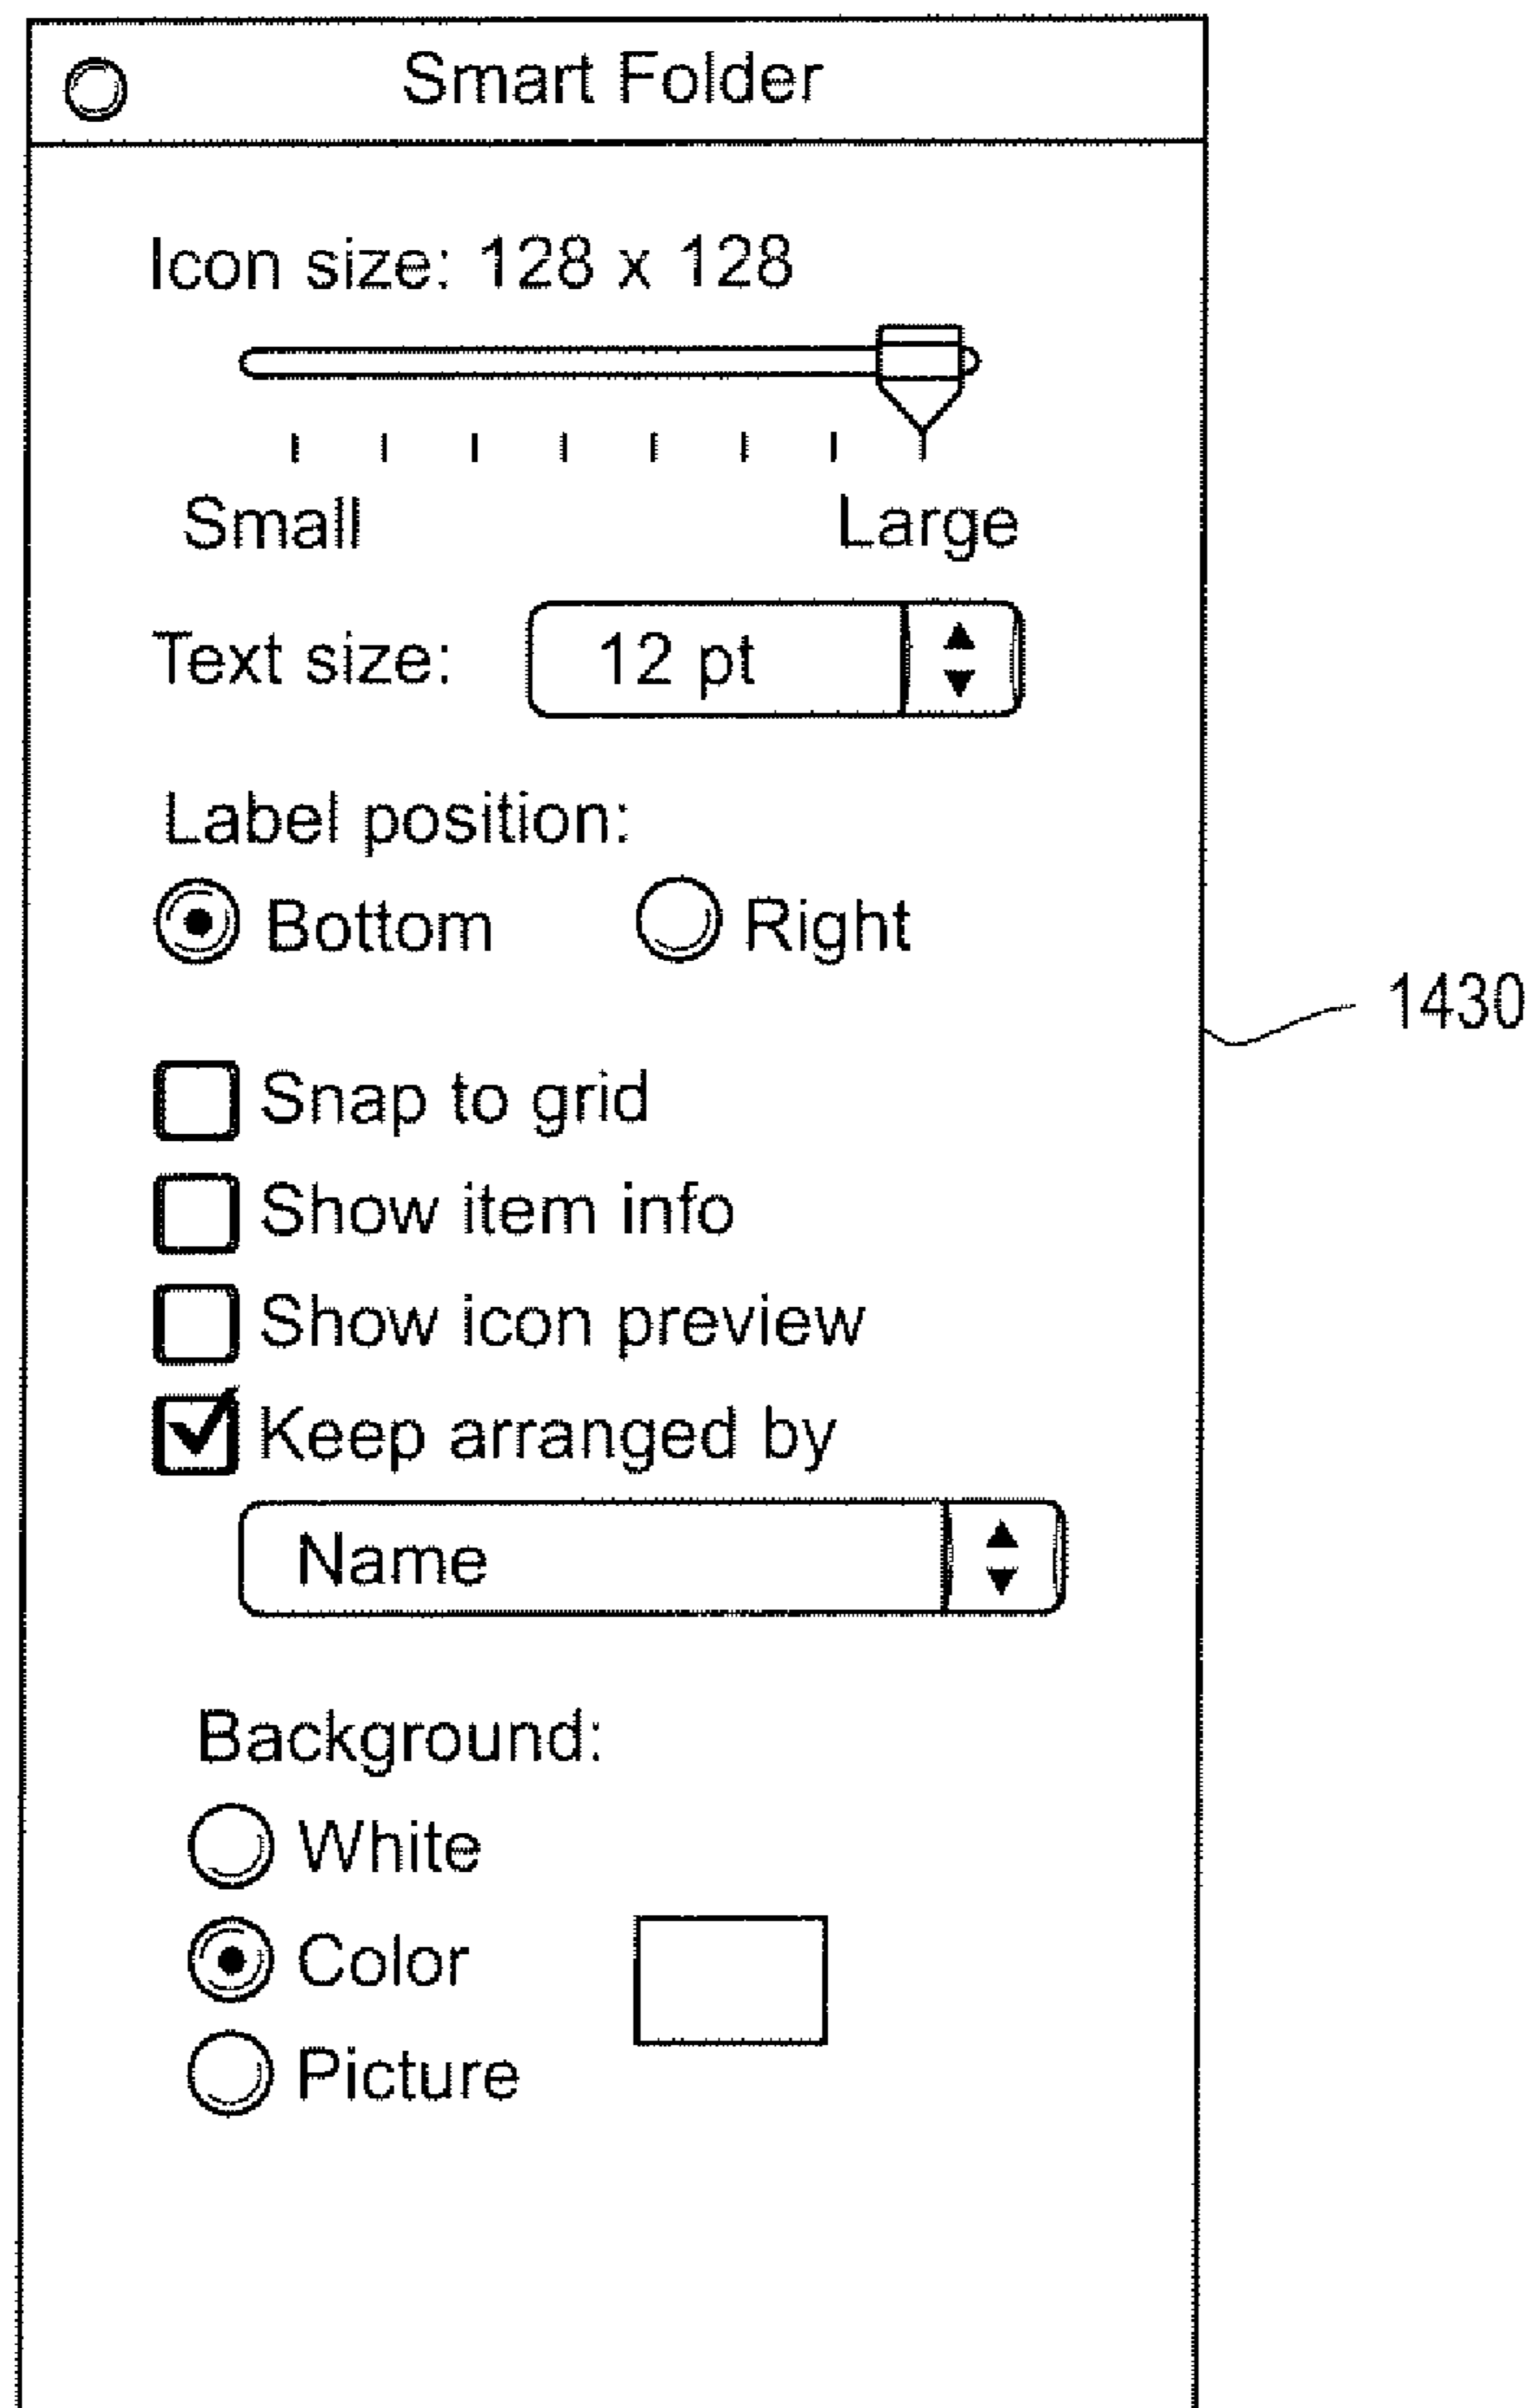 Smart Folder
Icon size: 128 x 128
Small Large
Text size: 12 pt
Label position:
Bottom Right
1430
Snap to grid
Show item info
Show icon preview
Keep arranged by
Name
Background:
White
Color
Picture